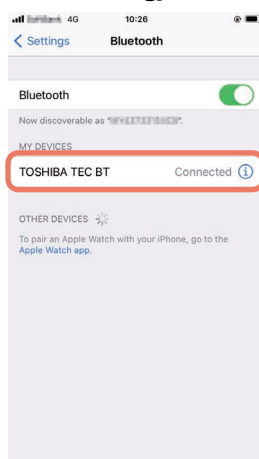 4G 10:26
Settings Bluetooth
Bluetooth
Now discoverable as "
MY DEVICES
TOSHIBA TEC BT Connected
OTHER DEVICES
To pair an Apple Watch with your iPhone, go to the
Apple Watch app.